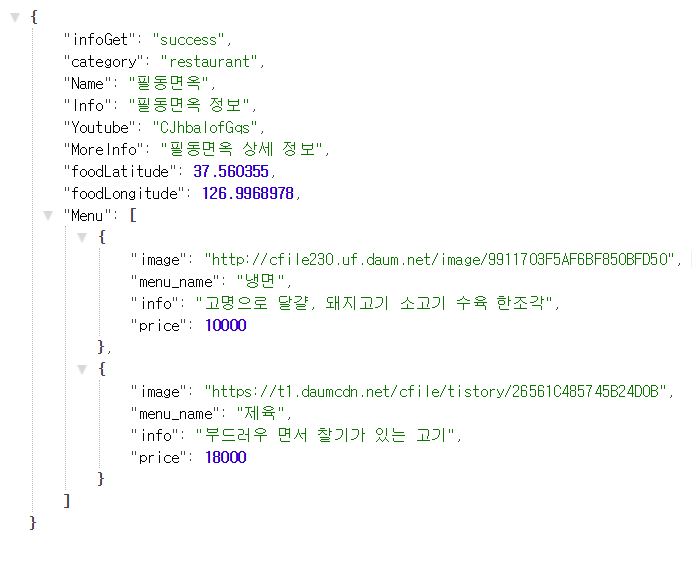 {
"infoGet": "success",
"category": "restaurant",
"Name": "필동면옥",
"Info": "필동면옥 정보",
"Youtube": "CJhbalofGqs",
"MoreInfo": "필동면옥 상세 정보",
"foodLatitude": 37.560355,
"foodLongitude": 126.9968978,
"Menu": [
{
"image": "http://cfile230.uf.daum.net/image/9911703F5AF6BF850BFD50",
"menu_name": "냉면",
"info": "고명으로 달걀, 돼지고기 소고기 수육 한조각",
"price": 10000
},
{
"image": "https://t1.daumcdn.net/cfile/tistory/26561C485745B24D0B",
"menu_name": "제육",
"info": "부드러우 면서 찰기가 있는 고기",
"price": 18000
}
]
}